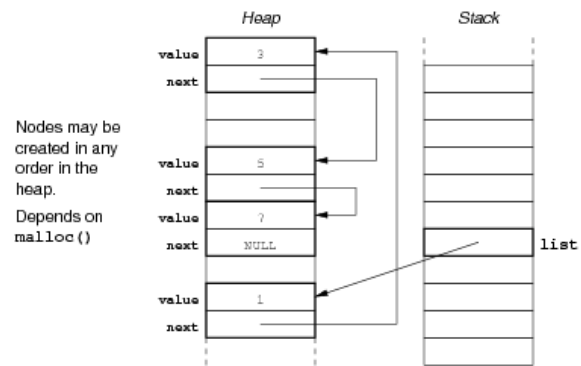 Heap
Stack
value 3
next
Nodes may be
created in any
order in the
heap.
Depends on
malloc()
value 5
next
value 7
next NULL
list
value 1
next